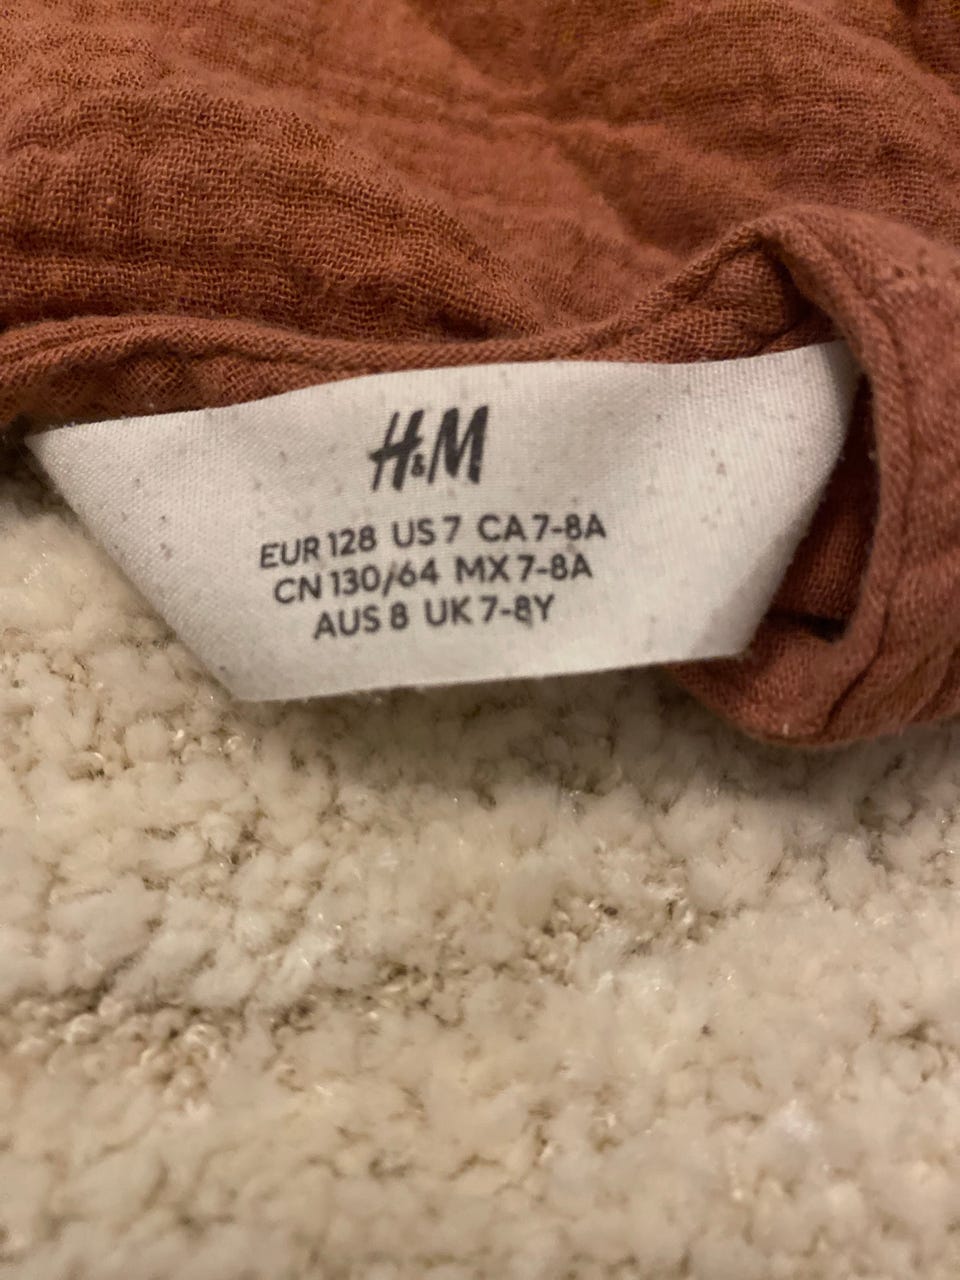 H&M
EUR 128 US 7 CA 7-8A
CN 130/64 MX 7-8A
AUS 8 UK 7-8Y